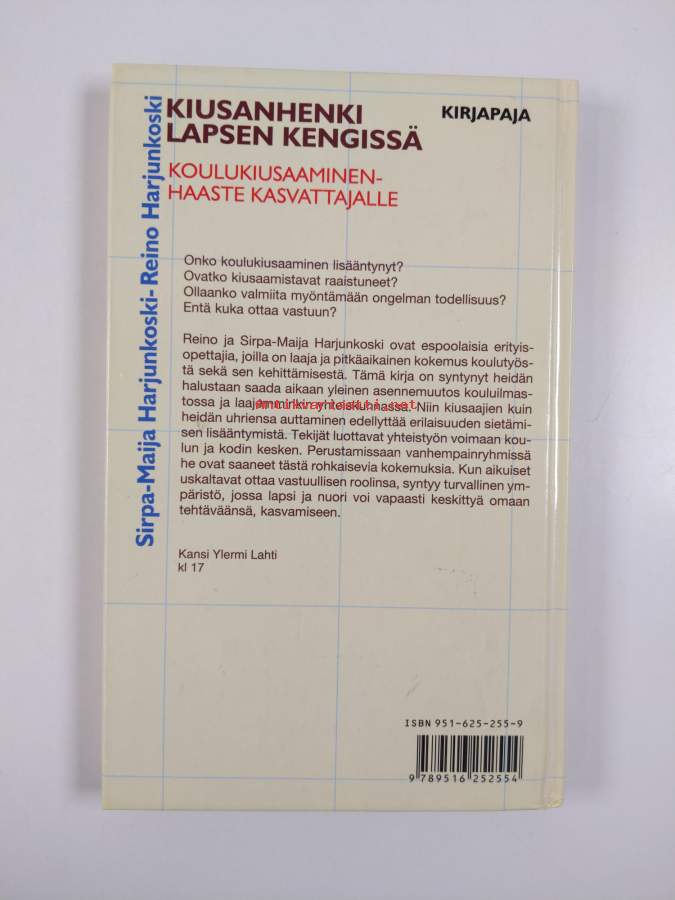 Sirpa-Maija Harjunkoski- Reino Harjunkoski
KIUSANHENKI
LAPSEN KENGISSÄ
KIRJAPAJA
KOULUKIUSAAMINEN-
HAASTE KASVATTAJALLE
Onko koulukiusaaminen lisääntynyt?
Ovatko kiusaamistavat raaistuneet?
Ollaanko valmiita myöntämään ongelman todellisuus?
Entä kuka ottaa vastuun?
Reino ja Sirpa-Maija Harjunkoski ovat espoolaisia erityis-
opettajia, joilla on laaja ja pitkäaikainen kokemus koulutyös-
tä sekä sen kehittämisestä. Tämä kirja on syntynyt heidän
halustaan saada aikaan yleinen asennemuutos kouluilmas-
tossa ja laajemminkin yhteiskunnassa. Niin kiusaajien kuin
heidän uhriensa auttaminen edellyttää erilaisuuden sietämi-
sen lisääntymistä. Tekijät luottavat yhteistyön voimaan kou-
lun ja kodin kesken. Perustamissaan vanhempainryhmissä
he ovat saaneet tästä rohkaisevia kokemuksia. Kun aikuiset
uskaltavat ottaa vastuullisen roolinsa, syntyy turvallinen ym-
päristö, jossa lapsi ja nuori voi vapaasti keskittyä omaan
tehtäväänsä, kasvamiseen.
Kansi Ylermi Lahti
kl 17
ISBN 951-625-255-9
9 789516 252554